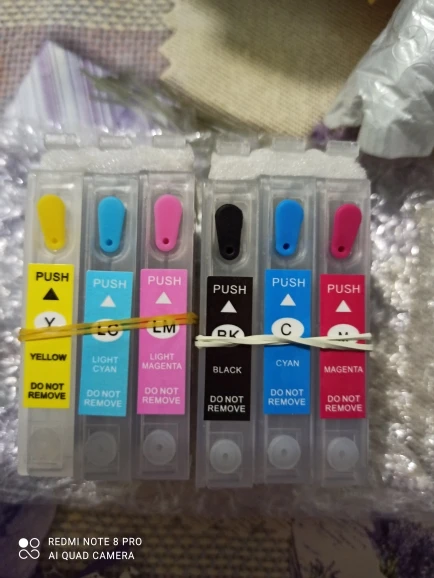 PUSH
Y
YELLOW
DO NOT
REMOVE
PUSH
LC
LIGHT
CYAN
DO NOT
REMOVE
PUSH
LM
LIGHT
MAGENTA
DO NOT
REMOVE
PUSH
BK
BLACK
DO NOT
REMOVE
PUSH
C
CYAN
DO NOT
REMOVE
PUSH
M
MAGENTA
DO NOT
REMOVE
REDMI NOTE 8 PRO
AI QUAD CAMERA